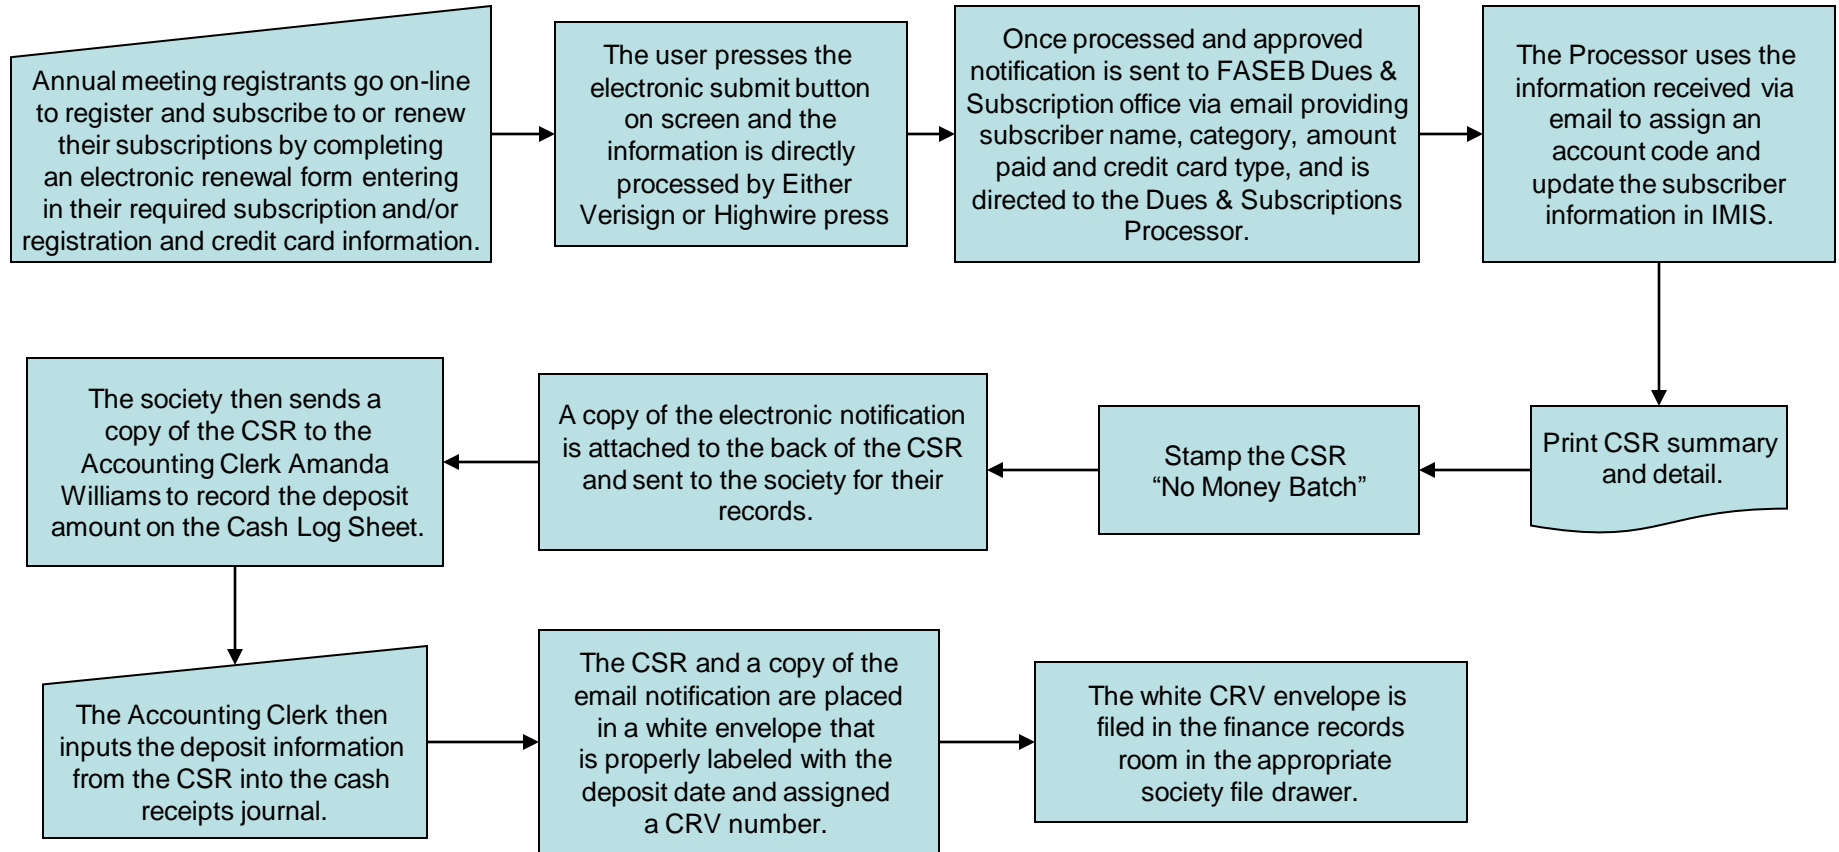 Annual meeting registrants go on-line
to register and subscribe to or renew
their subscriptions by completing
an electronic renewal form entering
in their required subscription and/or
registration and credit card information.
The user presses the
electronic submit button
on screen and the
information is directly
processed by Either
Verisign or Highwire press
Once processed and approved
notification is sent to FASEB Dues &
Subscription office via email providing
subscriber name, category, amount
paid and credit card type, and is
directed to the Dues & Subscriptions
Processor.
The Processor uses the
information received via
email to assign an
account code and
update the subscriber
information in IMIS.
Print CSR summary
and detail.
Stamp the CSR
“No Money Batch”
A copy of the electronic notification
is attached to the back of the CSR
and sent to the society for their
records.
The society then sends a
copy of the CSR to the
Accounting Clerk Amanda
Williams to record the deposit
amount on the Cash Log Sheet.
The Accounting Clerk then
inputs the deposit information
from the CSR into the cash
receipts journal.
The CSR and a copy of the
email notification are placed
in a white envelope that
is properly labeled with the
deposit date and assigned
a CRV number.
The white CRV envelope is
filed in the finance records
room in the appropriate
society file drawer.